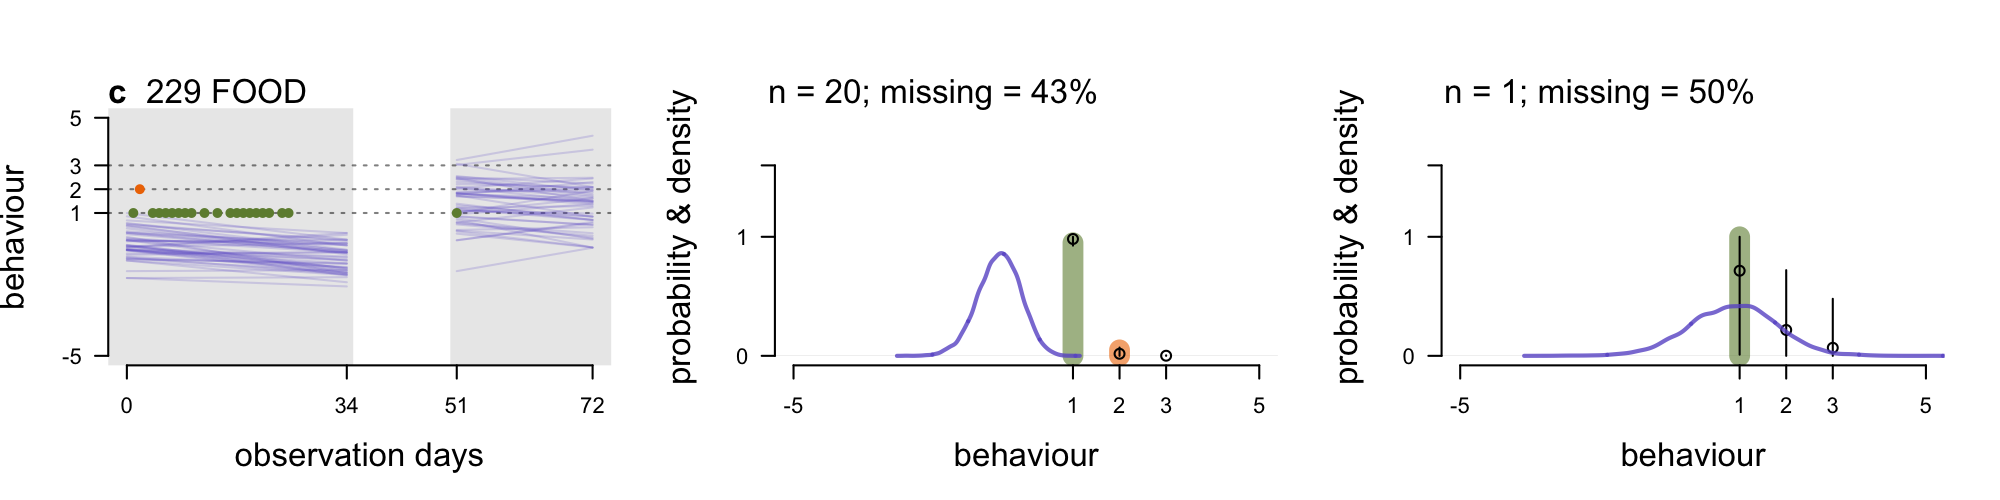 c 229 FOOD
behaviour
5
3
2
1
-5
0 34 51 72
observation days
n = 20; missing = 43%
probability & density
1
0
-5 1 2 3 5
behaviour
n = 1; missing = 50%
probability & density
1
0
-5 1 2 3 5
behaviour